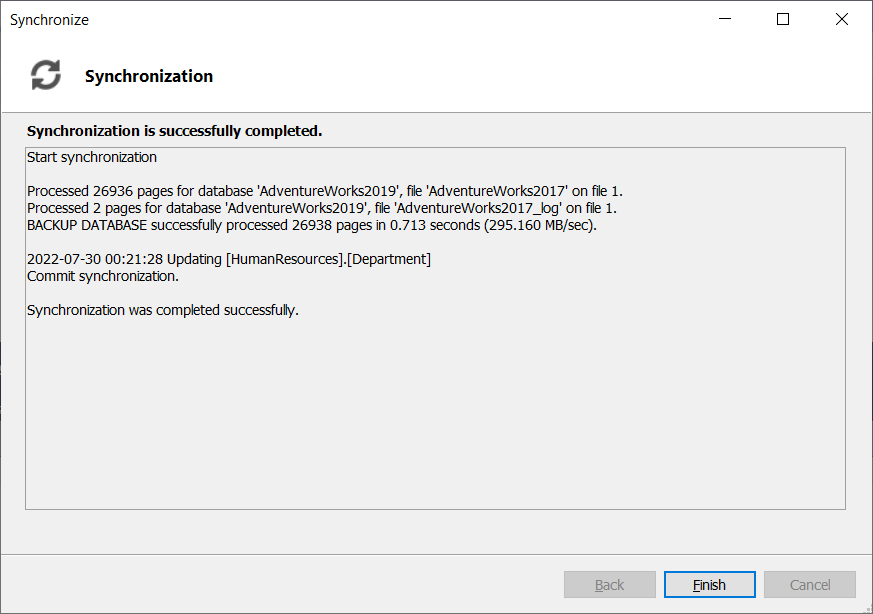 Synchronize
Synchronization
Synchronization is successfully completed.
Start synchronization
Processed 26936 pages for database 'AdventureWorks2019', file 'AdventureWorks2017' on file 1.
Processed 2 pages for database 'AdventureWorks2019', file 'AdventureWorks2017_log' on file 1.
BACKUP DATABASE successfully processed 26938 pages in 0.713 seconds (295.160 MB/sec).
2022-07-30 00:21:28 Updating [HumanResources].[Department]
Commit synchronization.
Synchronization was completed successfully.
Back Finish Cancel